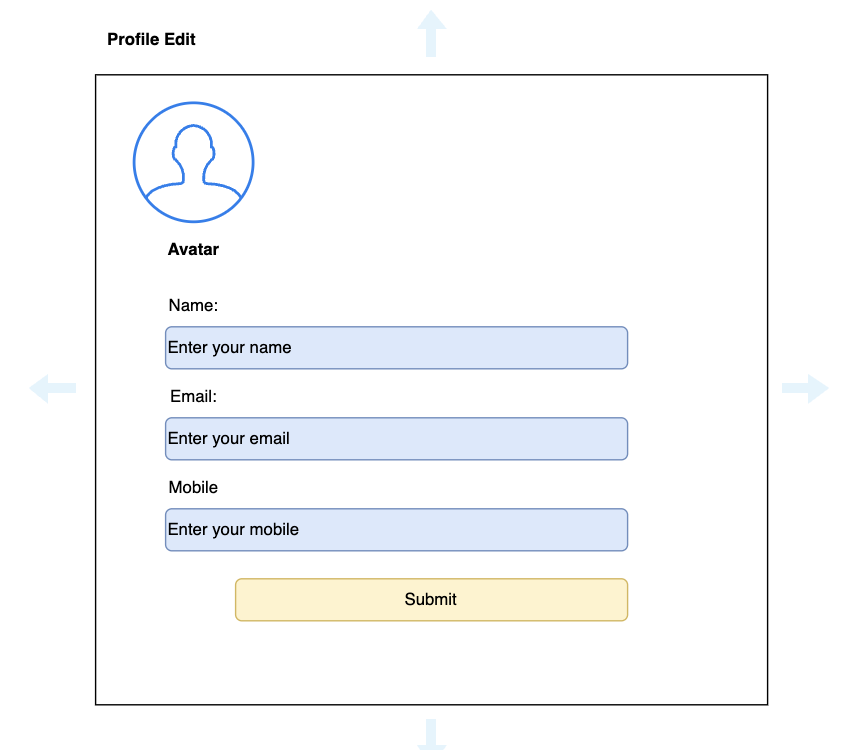 Profile Edit
Avatar
Name:
Enter your name
Email:
Enter your email
Mobile
Enter your mobile
Submit